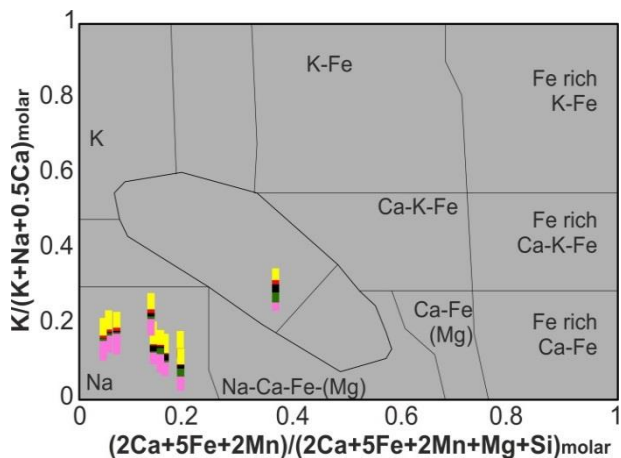 K/(K+Na+0.5Ca)molar
1
0.8
0.6
0.4
0.2
0
K-Fe
Fe rich
K-Fe
K
Ca-K-Fe
Fe rich
Ca-K-Fe
Ca-Fe
(Mg)
Fe rich
Ca-Fe
Na
Na-Ca-Fe-(Mg)
0 0.2 0.4 0.6 0.8 1
(2Ca+5Fe+2Mn)/(2Ca+5Fe+2Mn+Mg+Si)molar